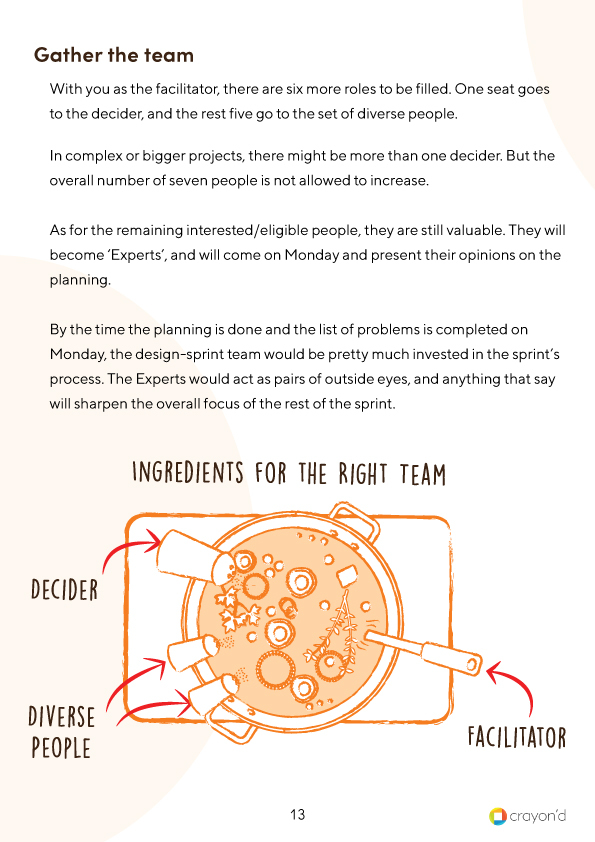 Gather the team
With you as the facilitator, there are six more roles to be filled. One seat goes
to the decider, and the rest five go to the set of diverse people.
In complex or bigger projects, there might be more than one decider. But the
overall number of seven people is not allowed to increase.
As for the remaining interested/eligible people, they are still valuable. They will
become ‘Experts’, and will come on Monday and present their opinions on the
planning.
By the time the planning is done and the list of problems is completed on
Monday, the design-sprint team would be pretty much invested in the sprint’s
process. The Experts would act as pairs of outside eyes, and anything that say
will sharpen the overall focus of the rest of the sprint.
INGREDIENTS FOR THE RIGHT TEAM
DECIDER
DIVERSE
PEOPLE
FACILITATOR
13
crayon’d